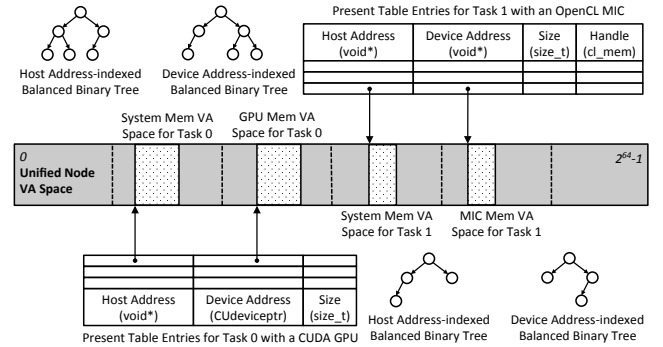 Present Table Entries for Task 1 with an OpenCL MIC
Host Address
(void*)
Device Address
(void*)
Size
(size_t)
Handle
(cl_mem)
Host Address-indexed
Balanced Binary Tree
Device Address-indexed
Balanced Binary Tree
System Mem VA
Space for Task 0
GPU Mem VA
Space for Task 0
0
Unified Node
VA Space
2^64-1
System Mem VA
Space for Task 1
MIC Mem VA
Space for Task 1
Host Address
(void*)
Device Address
(CUdeviceptr)
Size
(size_t)
Present Table Entries for Task 0 with a CUDA GPU
Host Address-indexed
Balanced Binary Tree
Device Address-indexed
Balanced Binary Tree